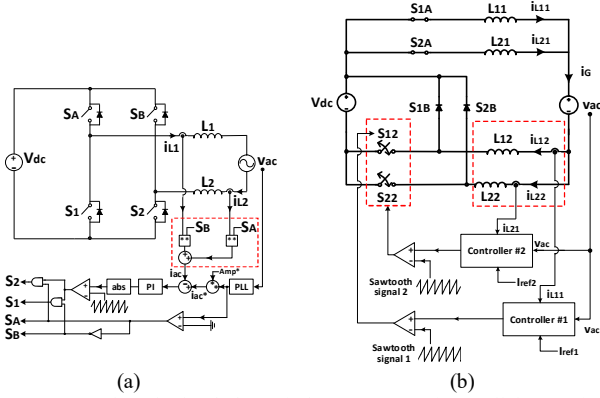 SA
SB
L1
iL1
Vdc
vac
L2
iL2
S1
S2
SB
SA
**
**
+
iac
Amp*
S2
abs
PI
iac*
PLL
S1
SA
SB
(a)
S1A
L11
iL11
S2A
L21
iL21
iG
Vdc
S1B
S2B
vac
S12
L12
iL12
S22
L22
iL22
iL21
Controller #2
Vac
Sawtooth
signal 2
Iref2
iL11
Controller #1
vac
Sawtooth
signal 1
Iref1
(b)